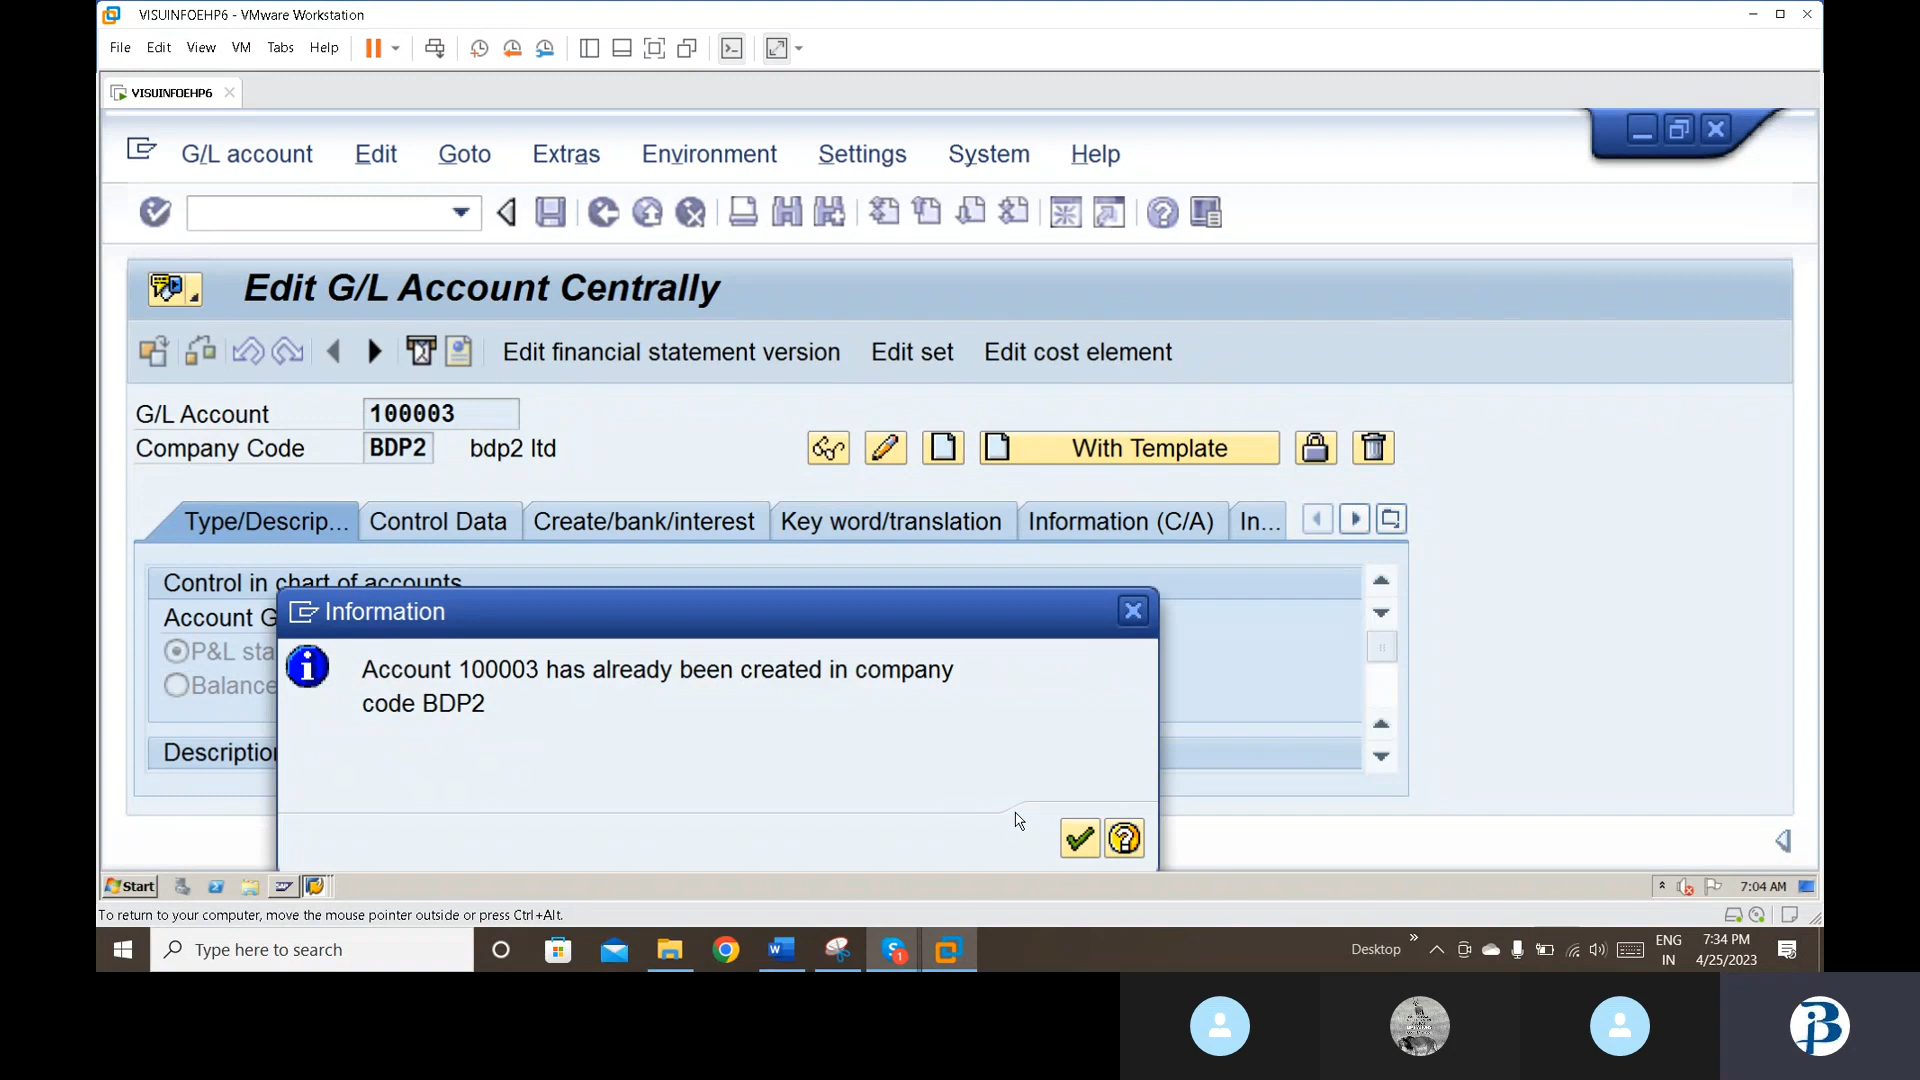 VISUINFOEHP6 - VMware Workstation
File Edit View VM Tabs Help
VISUINFOEHP6
G/L account Edit Goto Extras Environment Settings System Help
Edit G/L Account Centrally
Edit financial statement version Edit set Edit cost element
G/L Account 100003
Company Code BDP2 bdp2 ltd With Template
Type/Descrip... Control Data Create/bank/interest Key word/translation Information (C/A) In...
Control in chart of accounts
Account G
P&L sta
Balance
Description
Information
Account 100003 has already been created in company
code BDP2
Start 7:04 AM
To return to your computer, move the mouse pointer outside or press Ctrl+Alt.
Type here to search Desktop ENG 7:34 PM
IN 4/25/2023